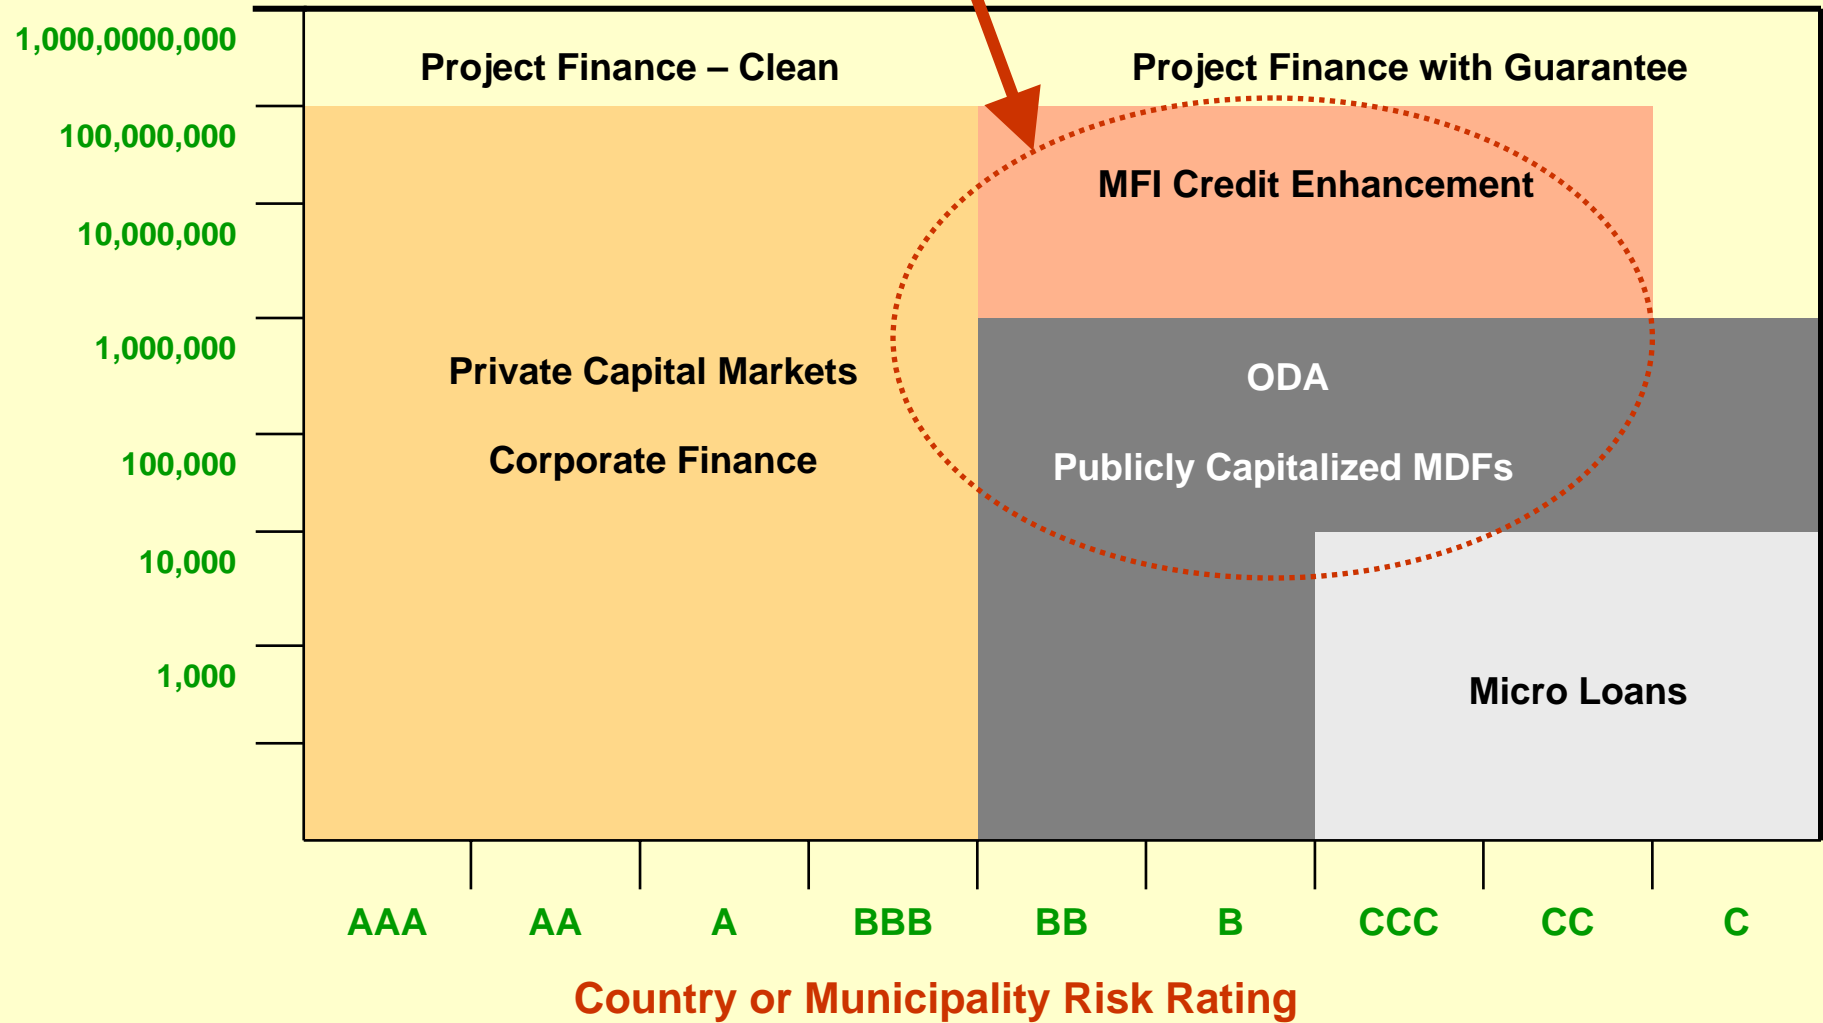 1,000,0000,000
Project Finance – Clean
Project Finance with Guarantee
100,000,000
MFI Credit Enhancement
10,000,000
1,000,000
Private Capital Markets
ODA
100,000
Corporate Finance
Publicly Capitalized MDFs
10,000
1,000
Micro Loans
AAA
AA
A
BBB
BB
B
CCC
CC
C
Country or Municipality Risk Rating